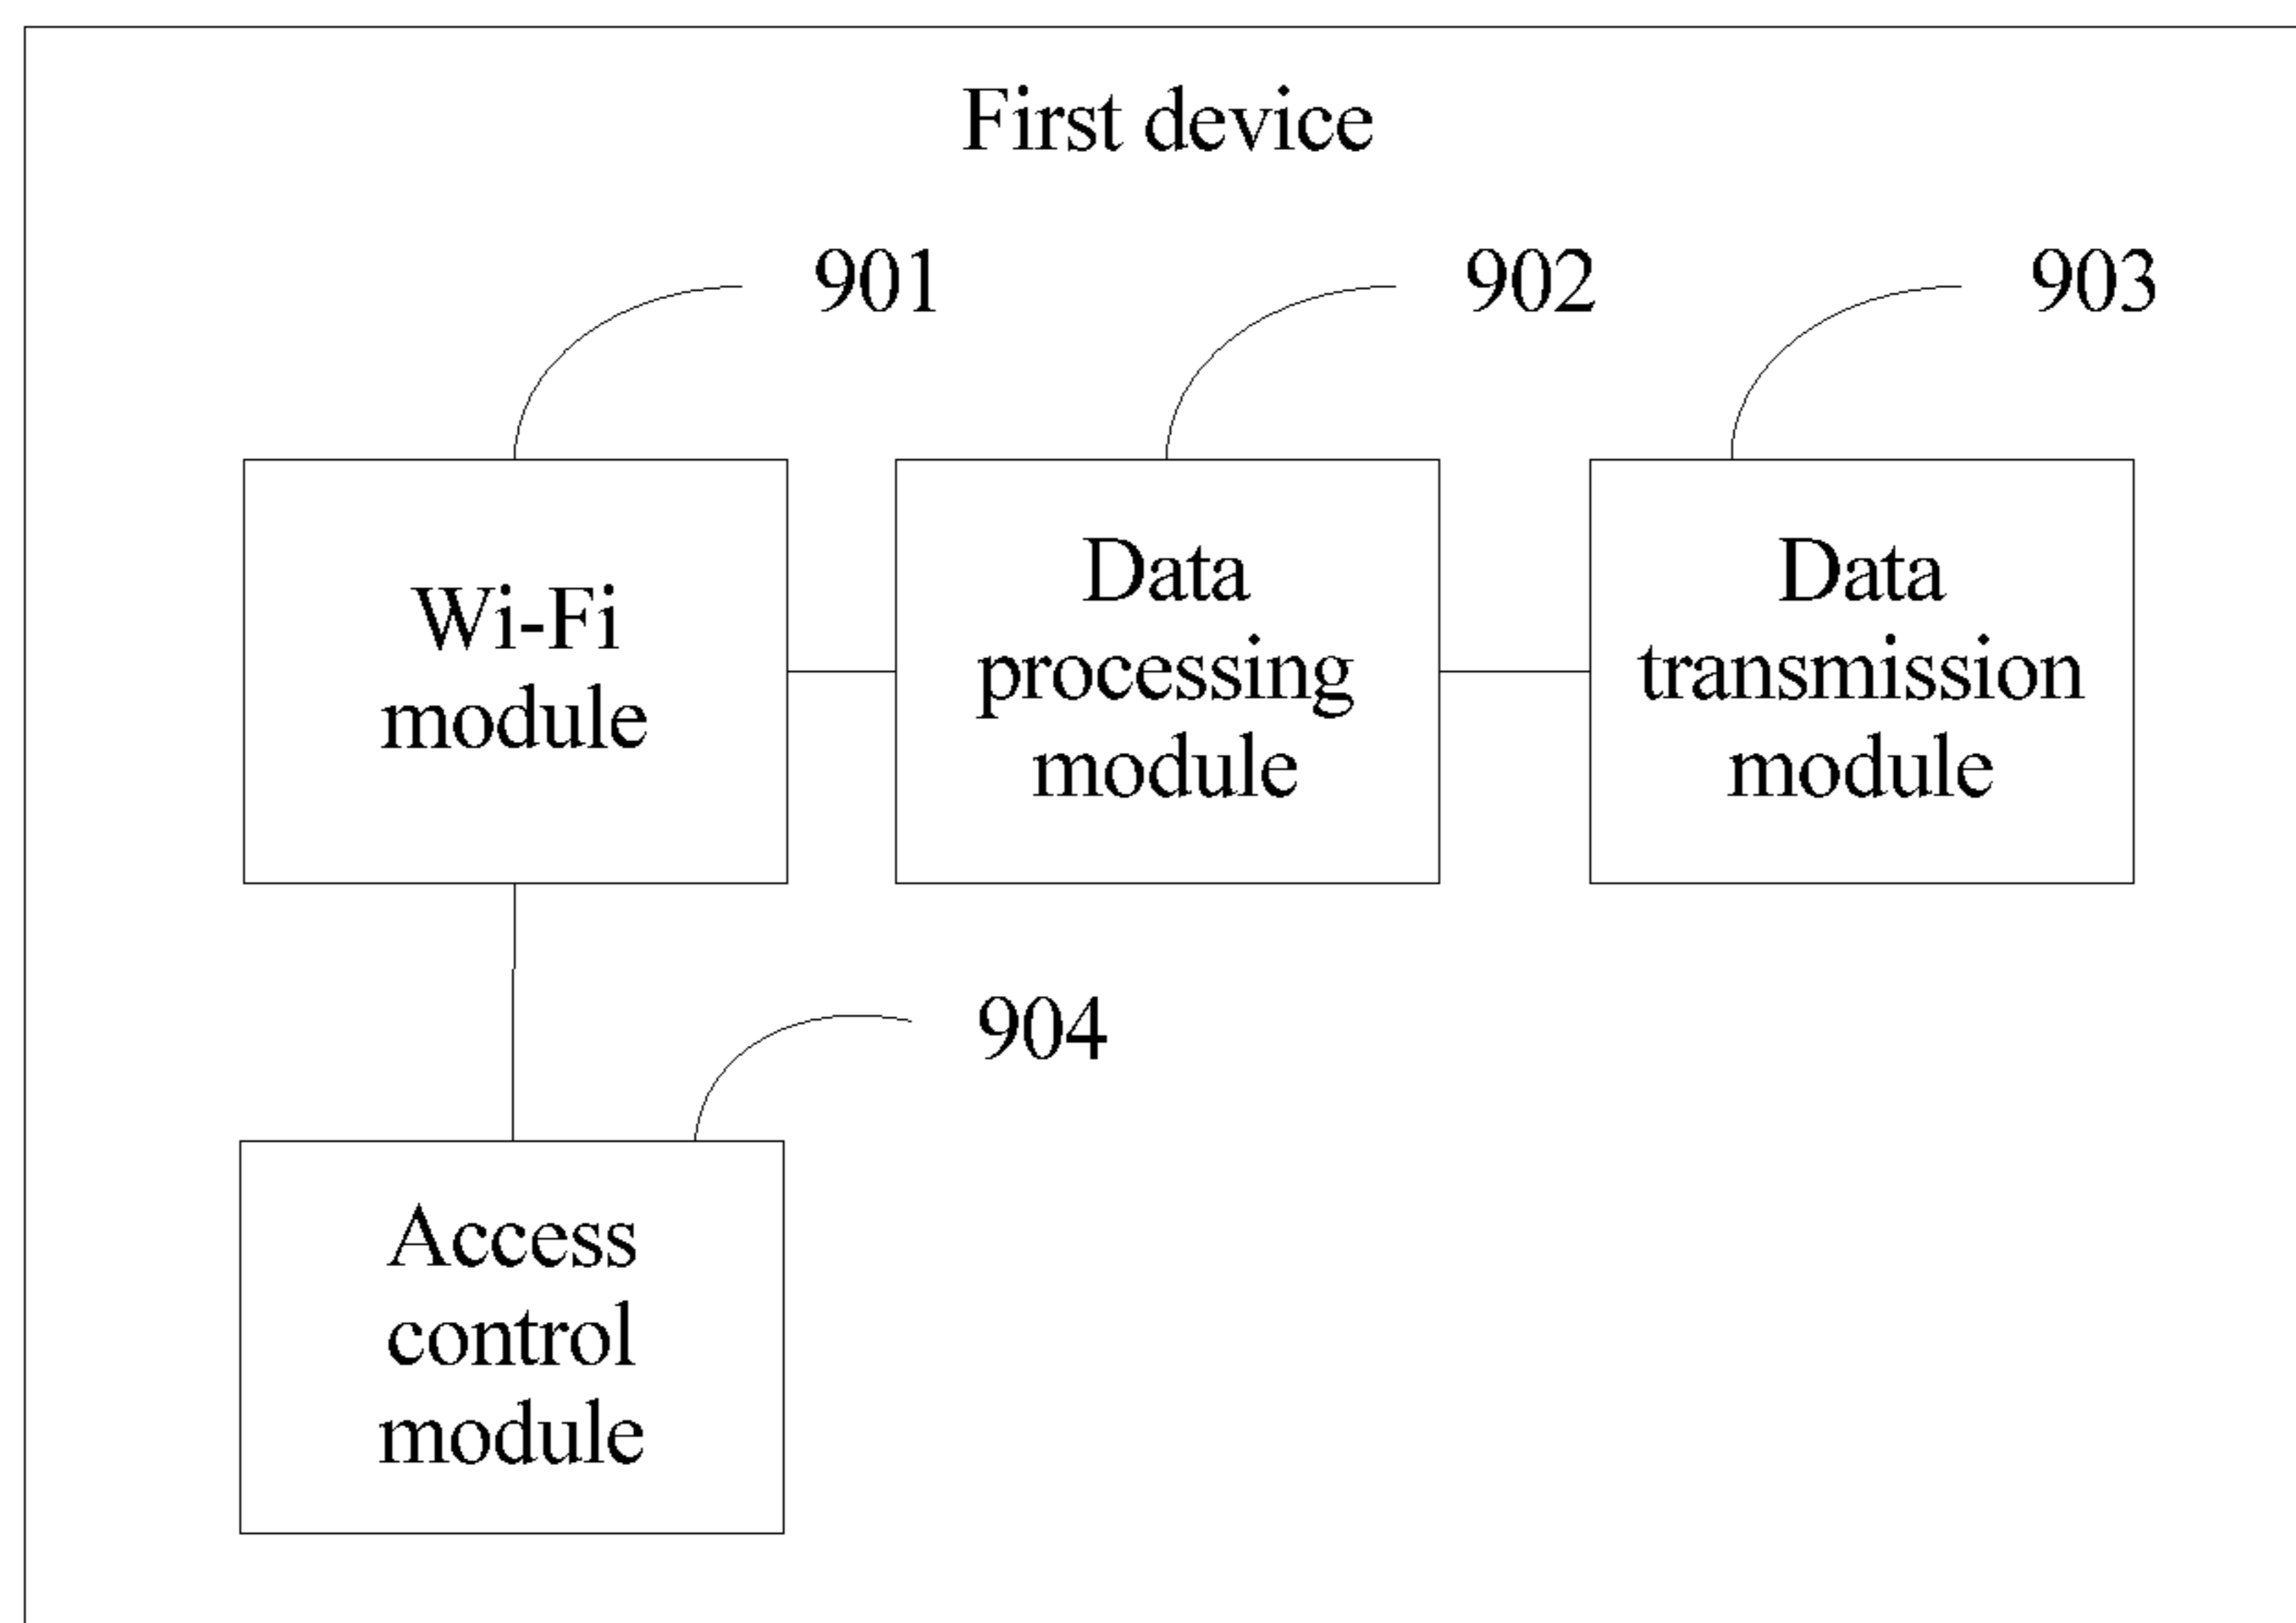 First device
901
902
903
Wi-Fi
module
Data
processing
module
Data
transmission
module
904
Access
control
module